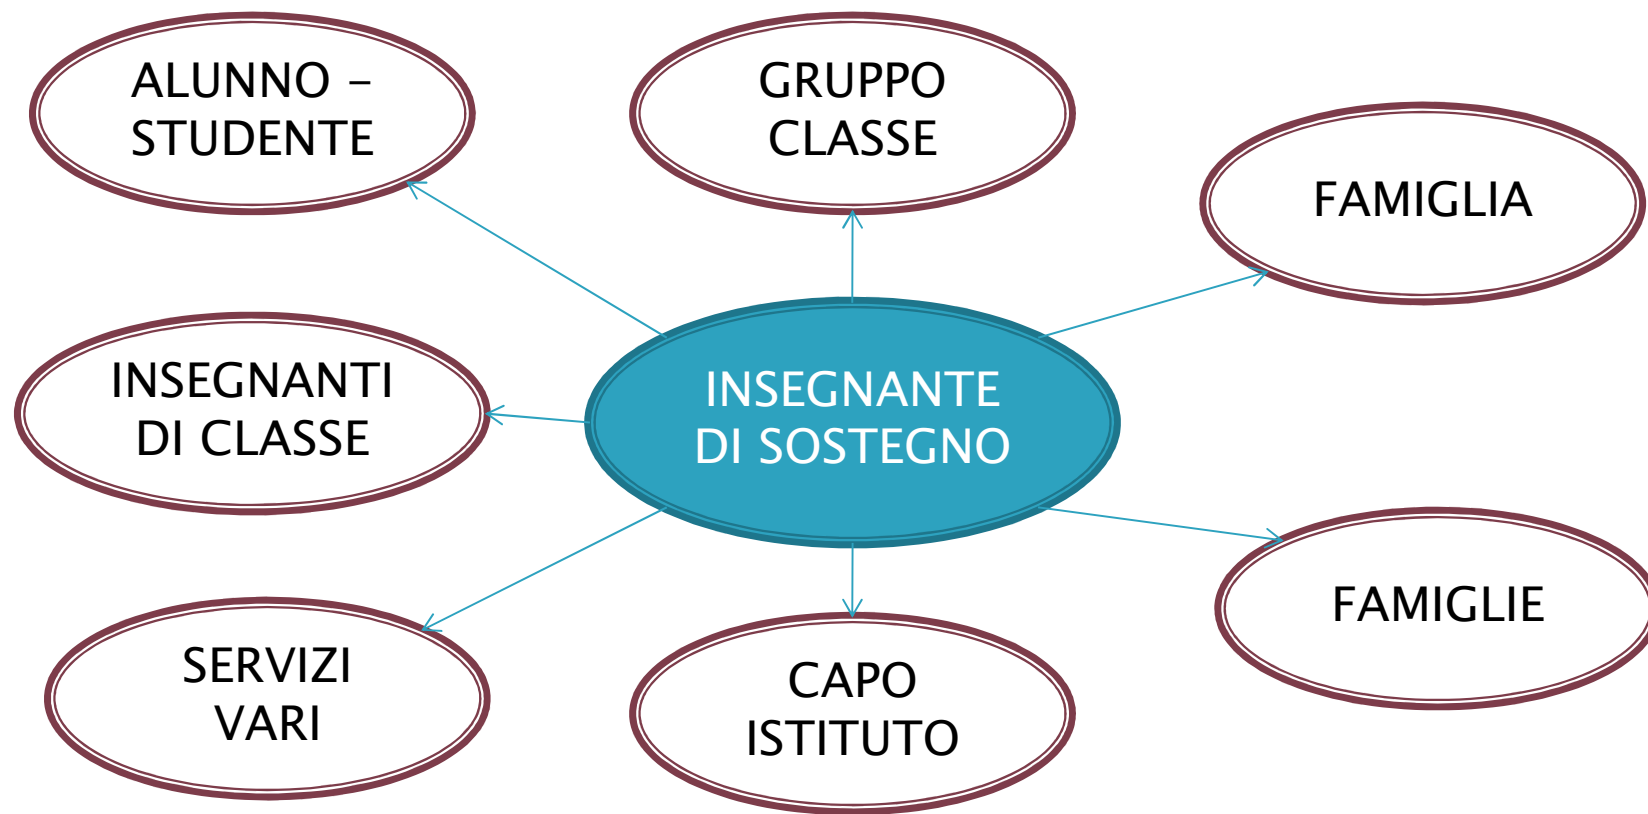 ALUNNO –
STUDENTE
GRUPPO
CLASSE
FAMIGLIA
INSEGNANTI
DI CLASSE
INSEGNANTE
DI SOSTEGNO
FAMIGLIE
SERVIZI
VARI
CAPO
ISTITUTO